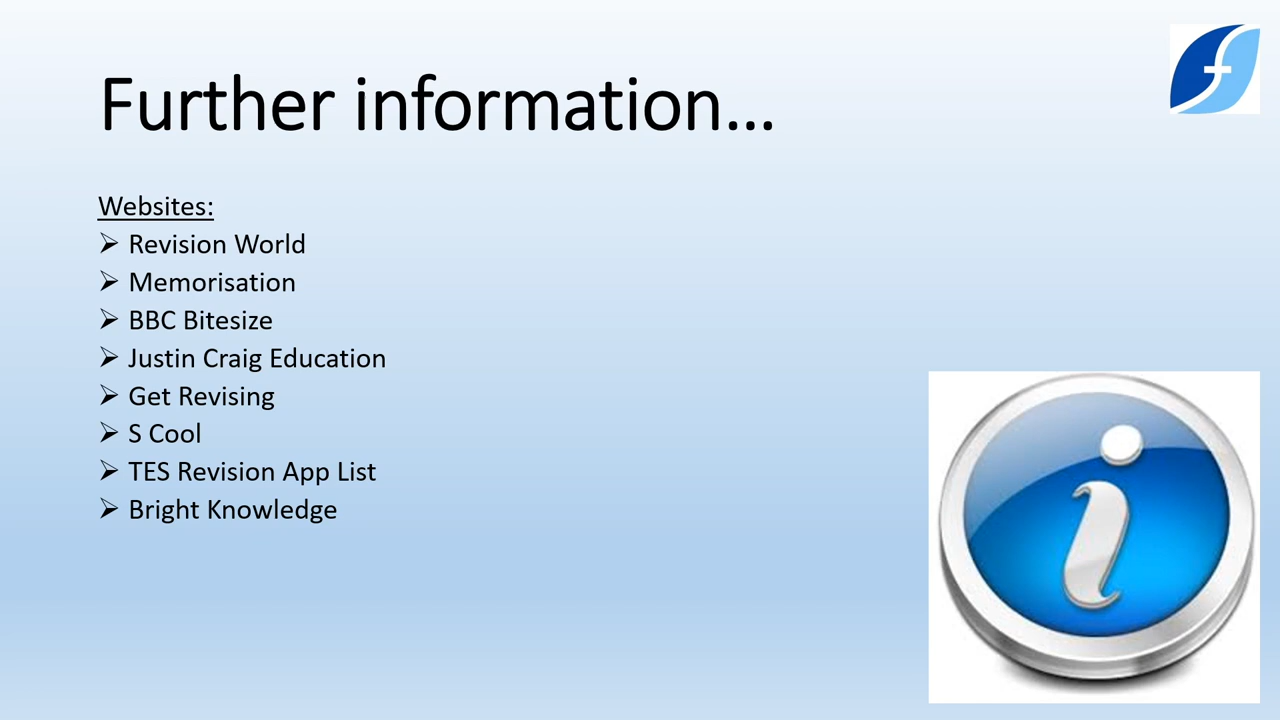 Further information...
Websites:
➢ Revision World
➢ Memorisation
➢ BBC Bitesize
➢ Justin Craig Education
➢ Get Revising
➢ S Cool
➢ TES Revision App List
➢ Bright Knowledge
i